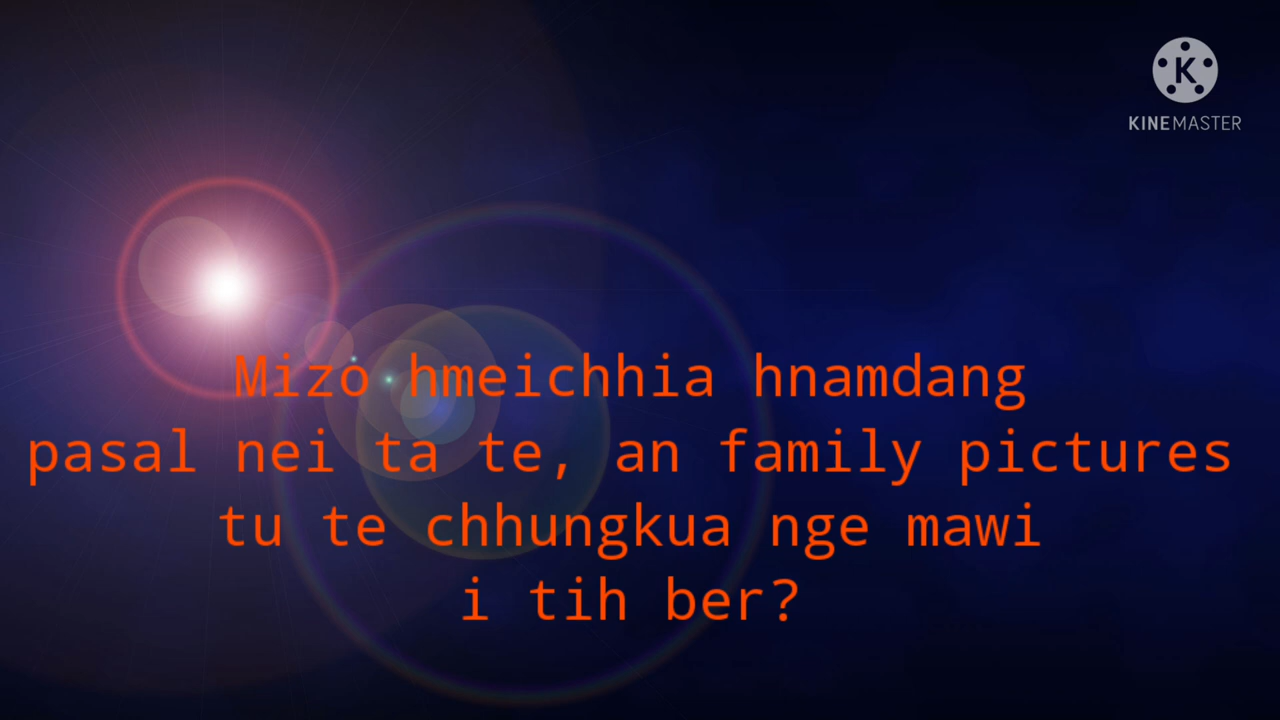 KINEMASTER
Mizo hmeichhia hnamdang
pasal nei ta te, an family pictures
tu te chhungkua nge mawi
i tih ber?